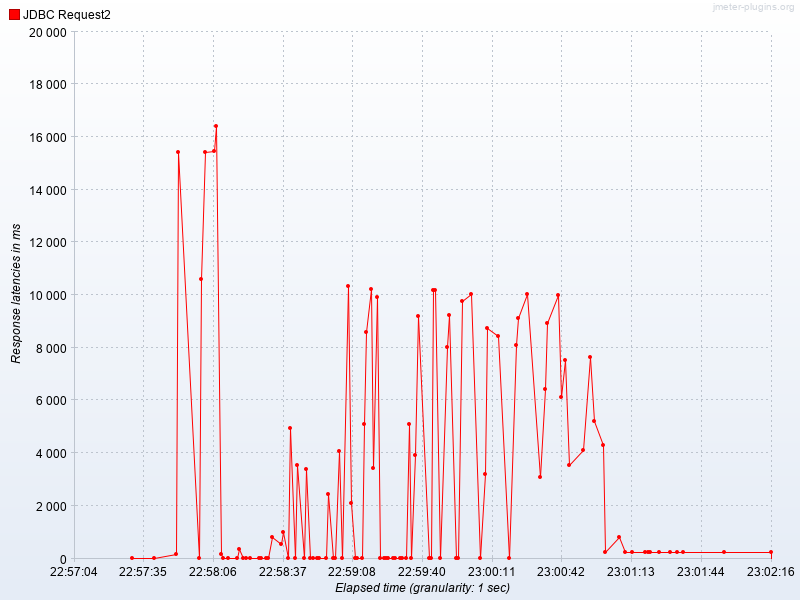 jmeter-plugins.org
JDBC Request2
20 000
18 000
16 000
14 000
12 000
10 000
8 000
6 000
4 000
2 000
0
Response latencies in ms
22:57:04 22:57:35 22:58:06 22:58:37 22:59:08 22:59:40 23:00:11 23:00:42 23:01:13 23:01:44 23:02:16
Elapsed time (granularity: 1 sec)